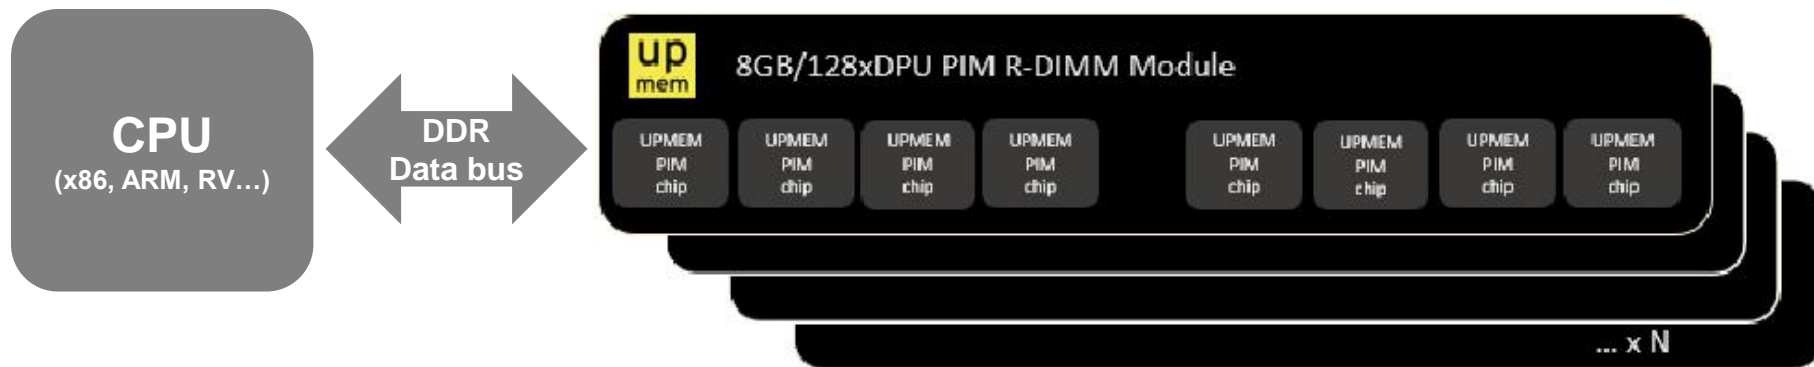 CPU
(x86, ARM, RV...)
DDR
Data bus
up
mem
8GB/128xDPU PIM R-DIMM Module
UPMEM
PIM
chip
UPMEM
PIM
chip
UPMEM
PIM
chip
UPMEM
PIM
chip
UPMEM
PIM
chip
UPMEM
PIM
chip
UPMEM
PIM
chip
UPMEM
PIM
chip
... x N